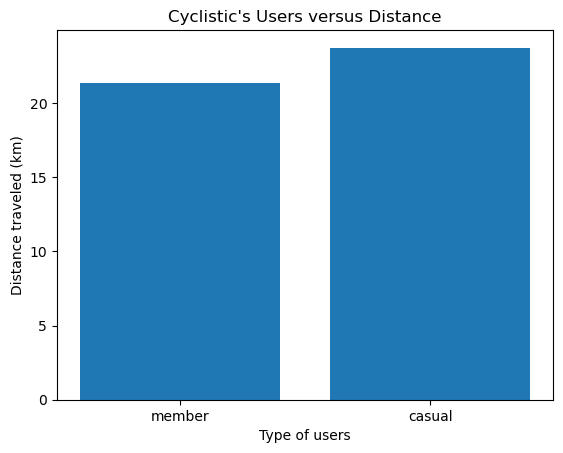 Cyclistic's Users versus Distance
Distance traveled (km)
20
15
10
5
0
member casual
Type of users